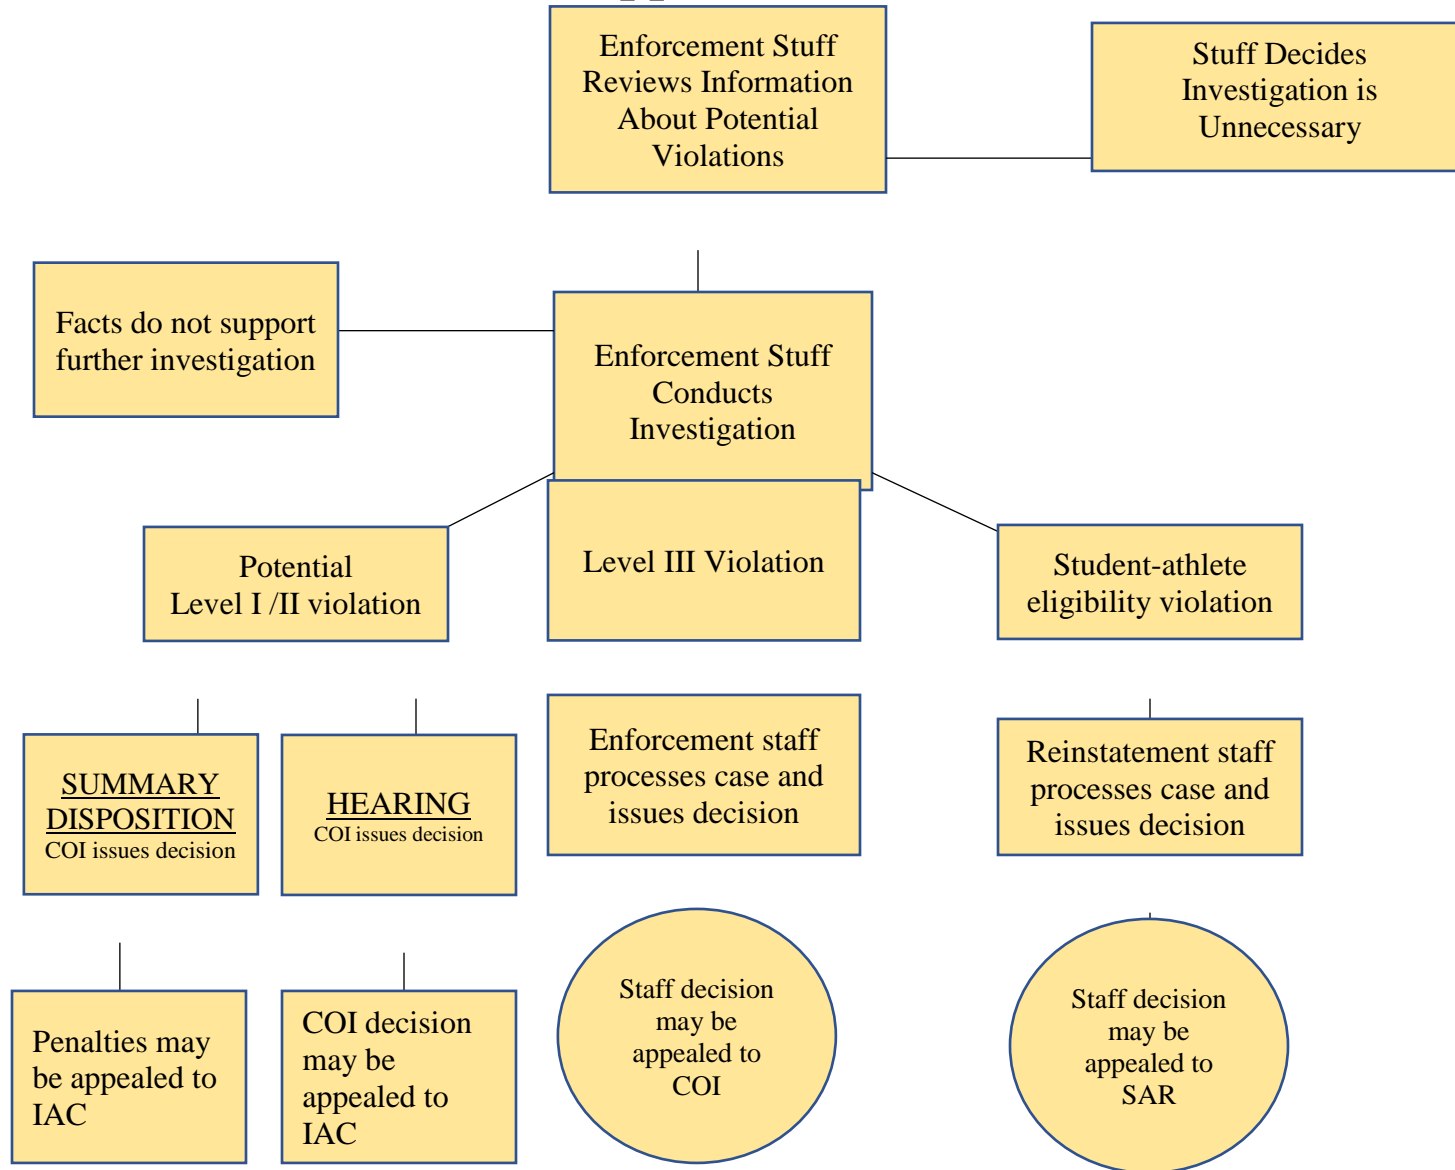 Enforcement Stuff
Reviews Information
About Potential
Violations
Stuff Decides
Investigation is
Unnecessary
Facts do not support
further investigation
Enforcement Stuff
Conducts
Investigation
Potential
Level I /II violation
Level III Violation
Student-athlete
eligibility violation
SUMMARY
DISPOSITION
COI issues decision
HEARING
COI issues decision
Enforcement staff
processes case and
issues decision
Reinstatement staff
processes case and
issues decision
Penalties may
be appealed to
IAC
COI decision
may be
appealed to
IAC
Staff decision
may be
appealed to
COI
Staff decision
may be
appealed to
SAR